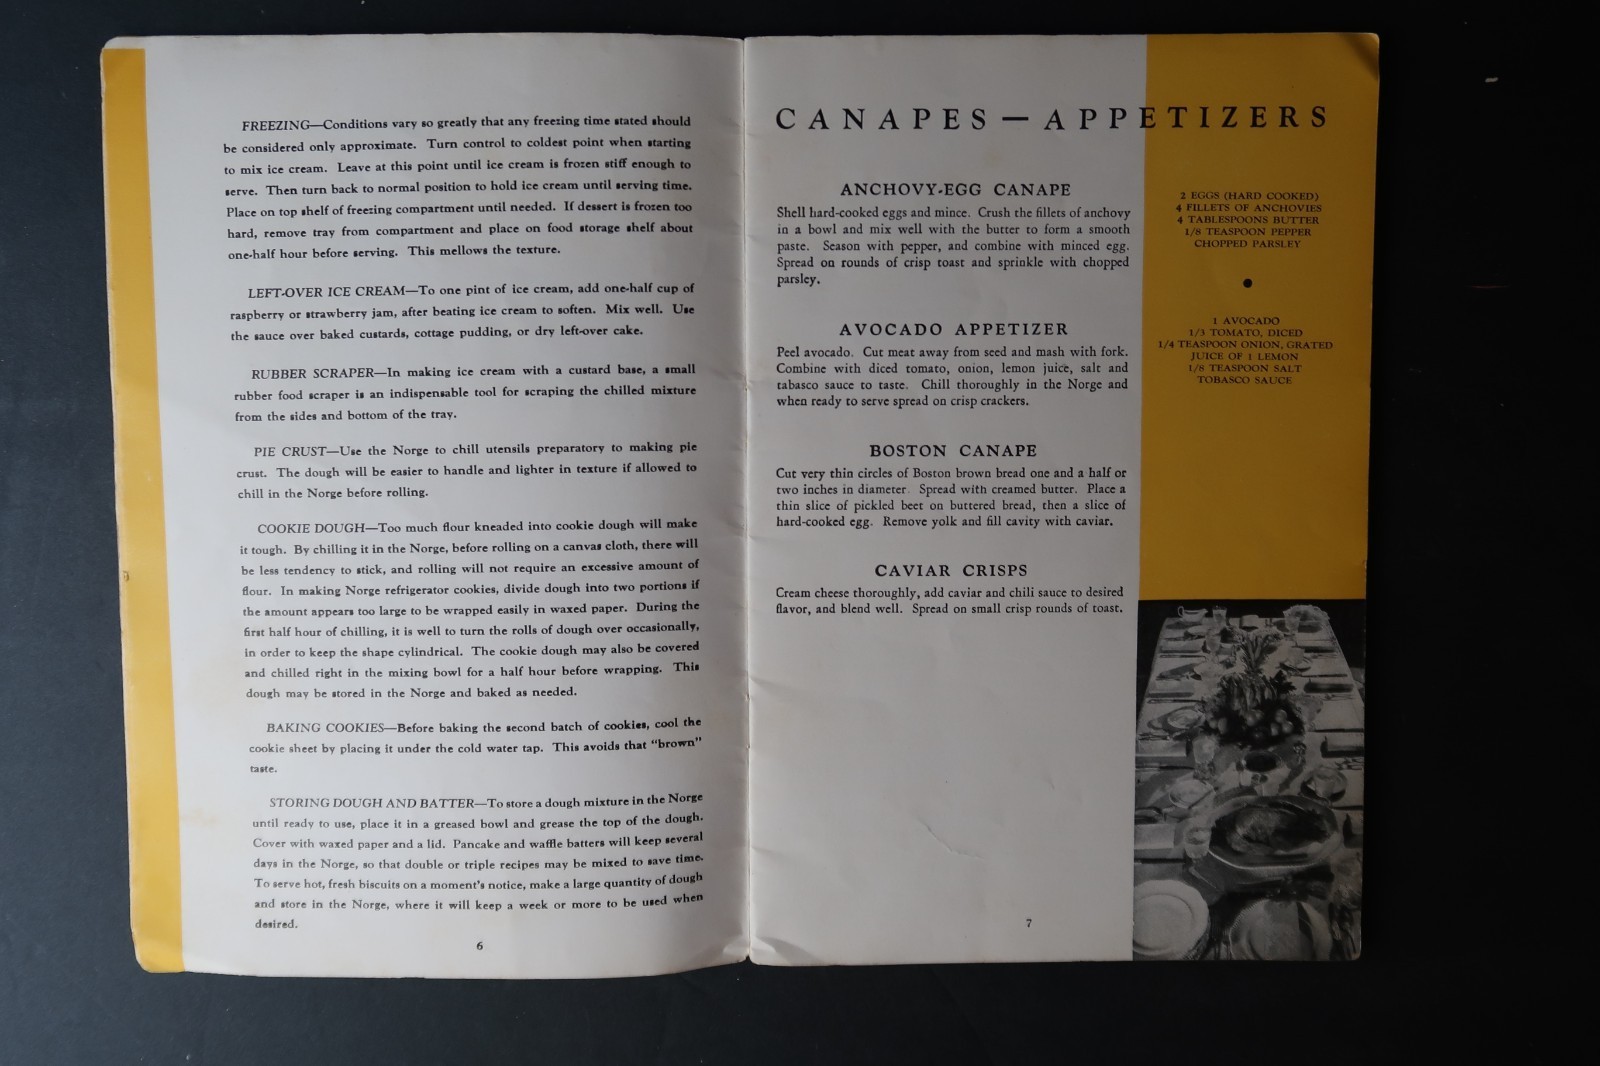 FREEZING—Conditions vary so greatly that any freezing time stated should
be considered only approximate. Turn control to coldest point when starting
to mix ice cream. Leave at this point until ice cream is frozen stiff enough to
serve. Then turn back to normal position to hold ice cream until serving time.
Place on top shelf of freezing compartment until needed. If dessert is frozen too
hard, remove tray from compartment and place on food storage shelf about
one-half hour before serving. This mellows the texture.
LEFT-OVER ICE CREAM—To one pint of ice cream, add one-half cup of
raspberry or strawberry jam, after beating ice cream to soften. Mix well. Use
the sauce over baked custards, cottage pudding, or dry left-over cake.
RUBBER SCRAPER—In making ice cream with a custard base, a small
rubber food scraper is an indispensable tool for scraping the chilled mixture
from the sides and bottom of the tray.
PIE CRUST—Use the Norge to chill utensils preparatory to making pie
crust. The dough will be easier to handle and lighter in texture if allowed to
chill in the Norge before rolling.
COOKIE DOUGH—Too much flour kneaded into cookie dough will make
it tough. By chilling it in the Norge, before rolling on a canvas cloth, there will
be less tendency to stick, and rolling will not require an excessive amount of
flour. In making Norge refrigerator cookies, divide dough into two portions if
the amount appears too large to be wrapped easily in waxed paper. During the
first half hour of chilling, it is well to turn the rolls of dough over occasionally,
in order to keep the shape cylindrical. The cookie dough may also be covered
and chilled right in the mixing bowl for a half hour before wrapping. This
dough may be stored in the Norge and baked as needed.
BAKING COOKIES—Before baking the second batch of cookies, cool the
cookie sheet by placing it under the cold water tap. This avoids that "brown"
taste.
STORING DOUGH AND BATTER—To store a dough mixture in the Norge
until ready to use, place it in a greased bowl and grease the top of the dough.
Cover with waxed paper and a lid. Pancake and waffle batters will keep several
days in the Norge, so that double or triple recipes may be mixed to save time.
To serve hot, fresh biscuits on a moment's notice, make a large quantity of dough
and store in the Norge, where it will keep a week or more to be used when
desired.
6
CANAPES — APPETIZERS
ANCHOVY-EGG CANAPE
Shell hard-cooked eggs and mince. Crush the fillets of anchovy
in a bowl and mix well with the butter to form a smooth
paste. Season with pepper, and combine with minced egg.
Spread on rounds of crisp toast and sprinkle with chopped
parsley.
2 EGGS (HARD COOKED)
4 FILLETS OF ANCHOVIES
4 TABLESPOONS BUTTER
1/8 TEASPOON PEPPER
CHOPPED PARSLEY
AVOCADO APPETIZER
Peel avocado. Cut meat away from seed and mash with fork.
Combine with diced tomato, onion, lemon juice, salt and
tabasco sauce to taste. Chill thoroughly in the Norge and
when ready to serve spread on crisp crackers.
1 AVOCADO
1/3 TOMATO, DICED
1/4 TEASPOON ONION, GRATED
JUICE OF 1 LEMON
1/8 TEASPOON SALT
TOBASCO SAUCE
BOSTON CANAPE
Cut very thin circles of Boston brown bread one and a half or
two inches in diameter. Spread with creamed butter. Place a
thin slice of pickled beet on buttered bread, then a slice of
hard-cooked egg. Remove yolk and fill cavity with caviar.
CAVIAR CRISPS
Cream cheese thoroughly, add caviar and chili sauce to desired
flavor, and blend well. Spread on small crisp rounds of toast.
7